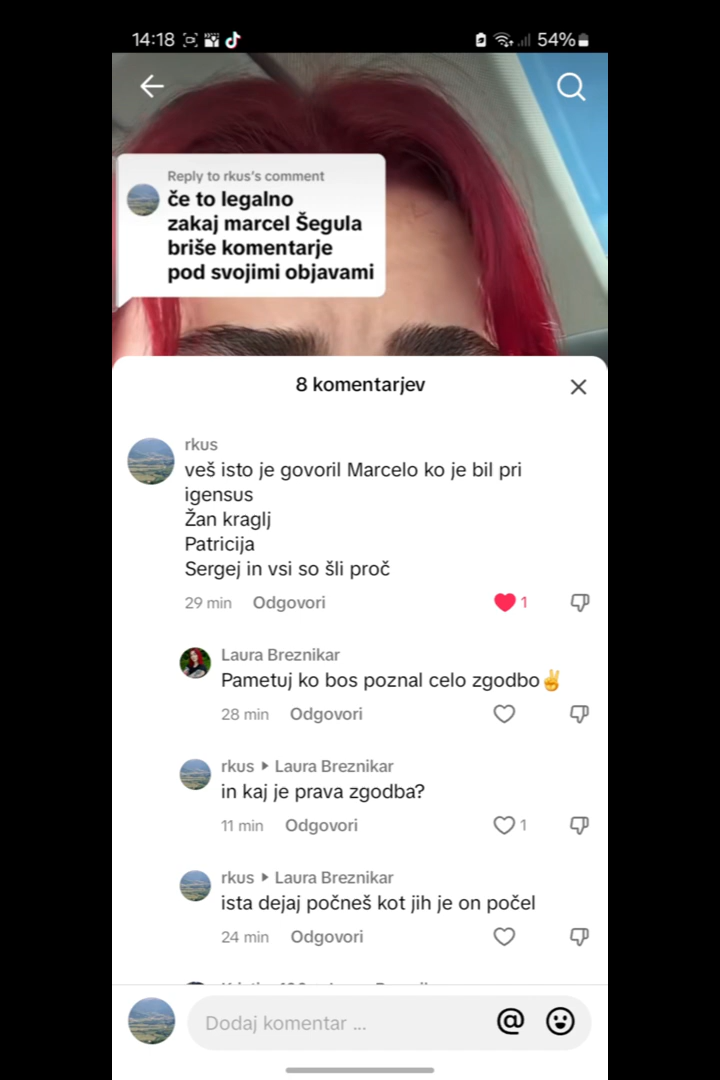 14:18
54%
Reply to rkus's comment
če to legalno
zakaj marcel Šegula
briše komentarje
pod svojimi objavami
8 komentarjev
rkus
veš isto je govoril Marcelo ko je bil pri
igensus
Žan kraglj
Patricija
Sergej in vsi so šli proč
29 min Odgovori 1
Laura Breznikar
Pametuj ko bos poznal celo zgodbo✌️
28 min Odgovori
rkus Laura Breznikar
in kaj je prava zgodba?
11 min Odgovori 1
rkus Laura Breznikar
ista dejaj počneš kot jih je on počel
24 min Odgovori
Dodaj komentar ...